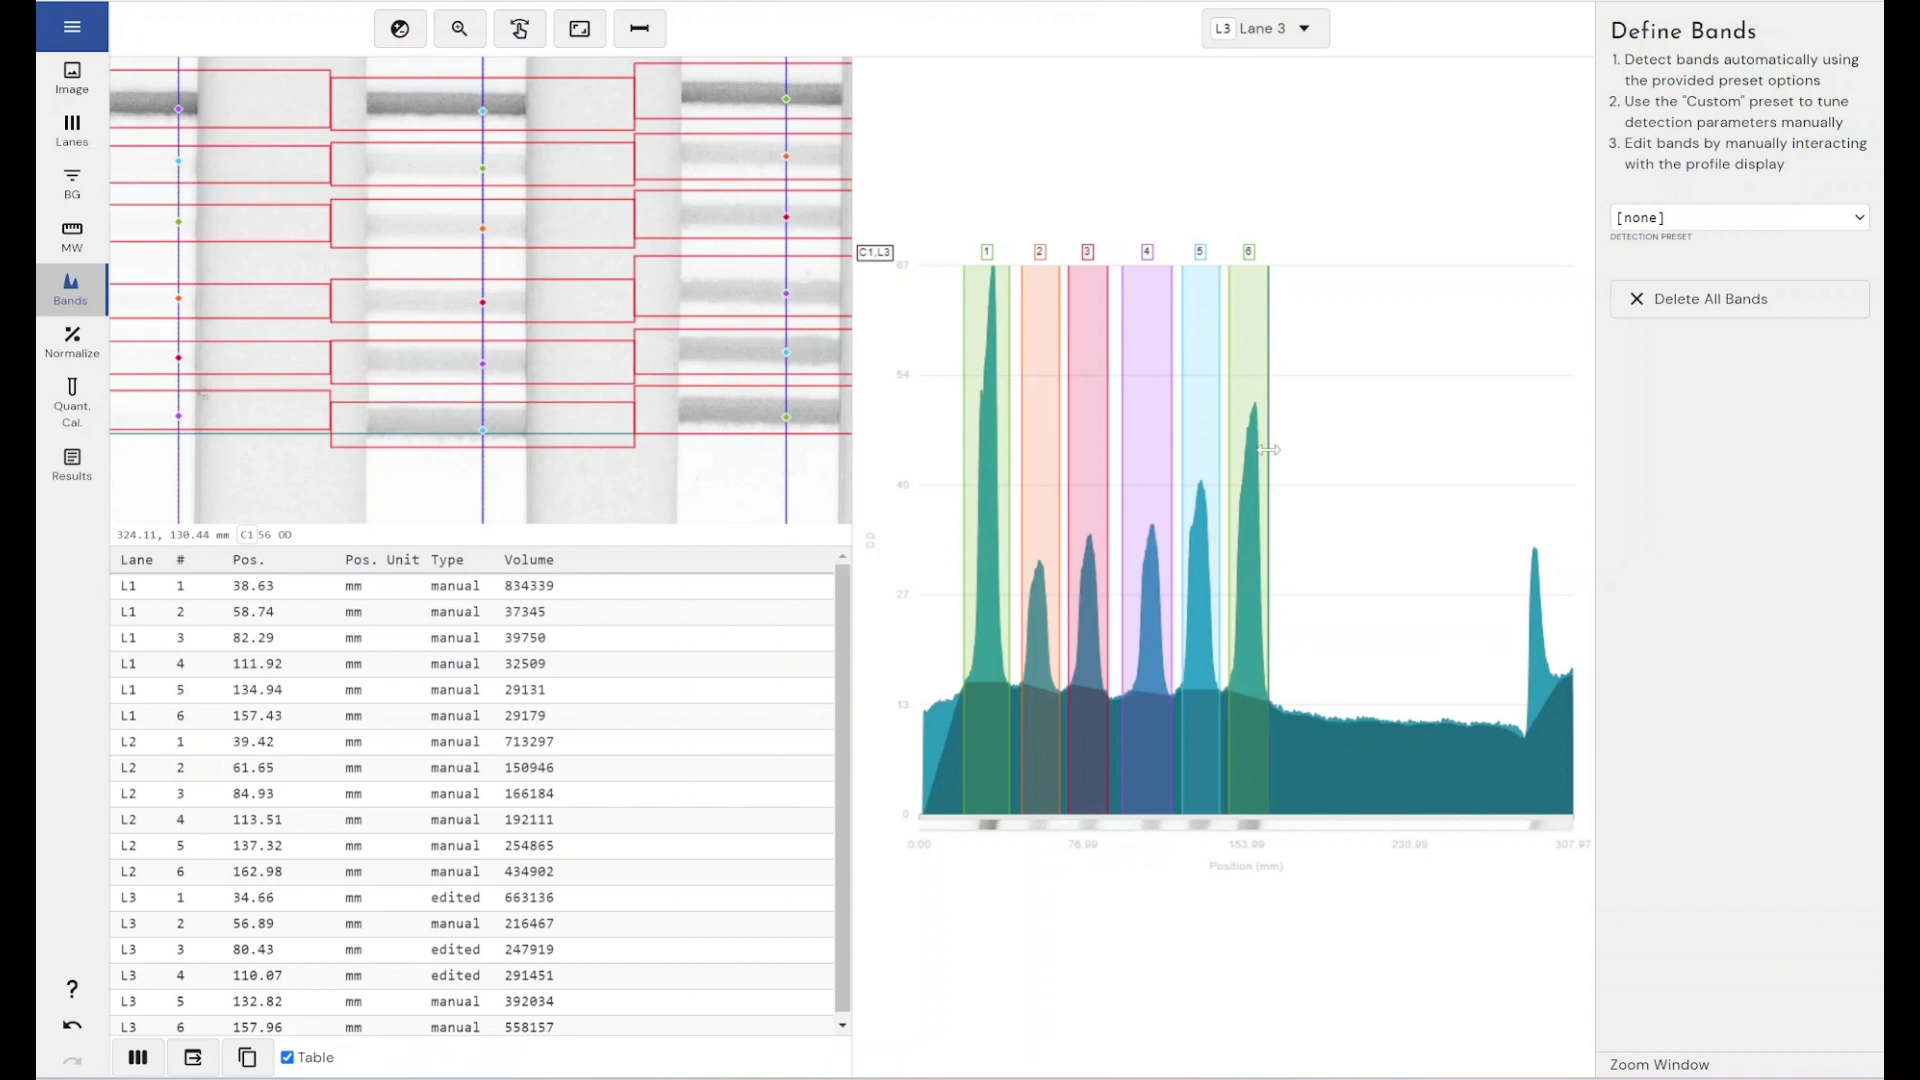 L3 Lane 3
Define Bands
1. Detect bands automatically using
the provided preset options
2. Use the "Custom" preset to tune
detection parameters manually
3. Edit bands by manually interacting
with the profile display
[none]
DETECTION PRESET
Delete All Bands
Zoom Window
Image
Lanes
BG
MW
Bands
Normalize
Quant.
Cal.
Results
324.11, 130.44 mm C1 56 OD
Lane # Pos. Pos. Unit Type Volume
L1 1 38.63 mm manual 834339
L1 2 58.74 mm manual 37345
L1 3 82.29 mm manual 39750
L1 4 111.92 mm manual 32509
L1 5 134.94 mm manual 29131
L1 6 157.43 mm manual 29179
L2 1 39.42 mm manual 713297
L2 2 61.65 mm manual 150946
L2 3 84.93 mm manual 166184
L2 4 113.51 mm manual 192111
L2 5 137.32 mm manual 254865
L2 6 162.98 mm manual 434902
L3 1 34.66 mm edited 663136
L3 2 56.89 mm manual 216467
L3 3 80.43 mm edited 247919
L3 4 110.07 mm edited 291451
L3 5 132.82 mm manual 392034
L3 6 157.96 mm manual 558157
Table
?
C1,L3
1 2 3 4 5 6
67
54
40
27
13
0
OD
0.00 76.99 153.99 230.98 307.97
Position (mm)